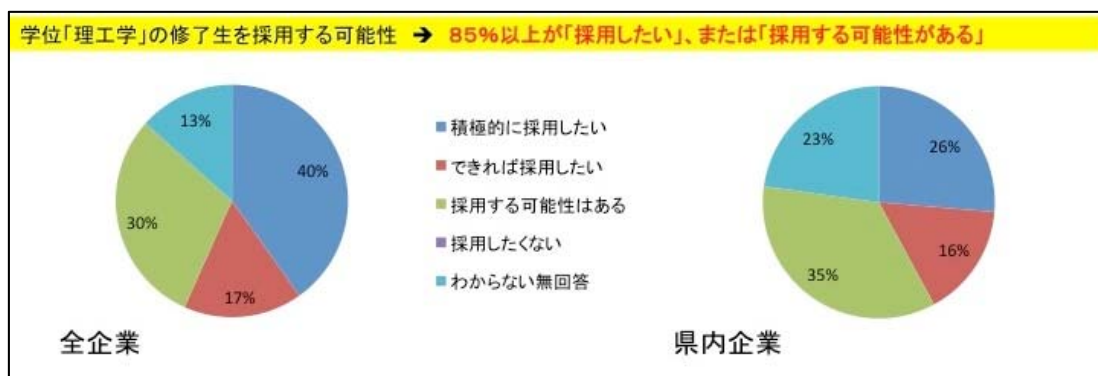 学位「理工学」の修了生を採用する可能性 ➔ 85%以上が「採用したい」、または「採用する可能性がある」
13%
40%
30%
17%
全企業
積極的に採用したい
できれば採用したい
採用する可能性はある
採用したくない
わからない無回答
23%
26%
16%
35%
県内企業